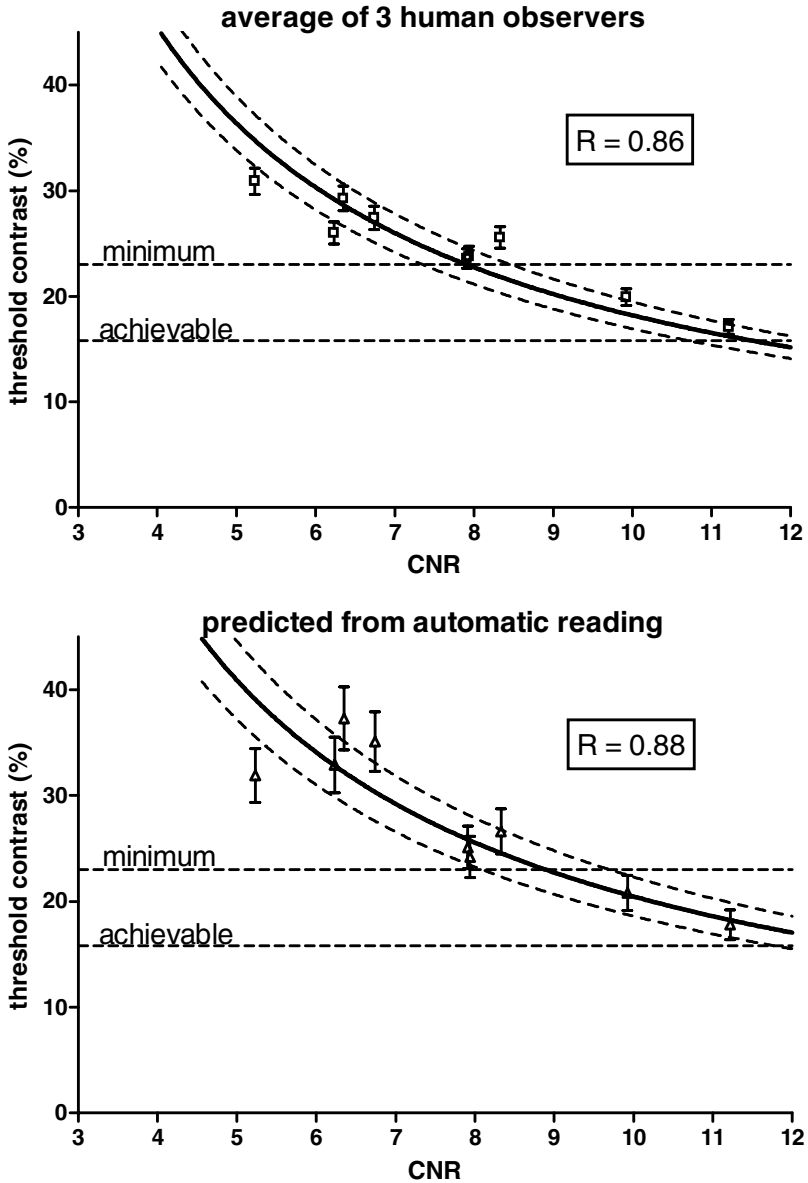 average of 3 human observers
threshold contrast (%)
40
30
20
10
0
R = 0.86
minimum
achievable
3 4 5 6 7 8 9 10 11 12
CNR
predicted from automatic reading
threshold contrast (%)
40
30
20
10
0
R = 0.88
minimum
achievable
3 4 5 6 7 8 9 10 11 12
CNR